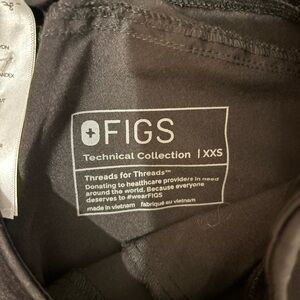 FIGS
Technical Collection | XXS
Threads for Threads™
Donating to healthcare providers in need
around the world. Because everyone
deserves to #wearFIGS
made in vietnam fabriqué au vietnam